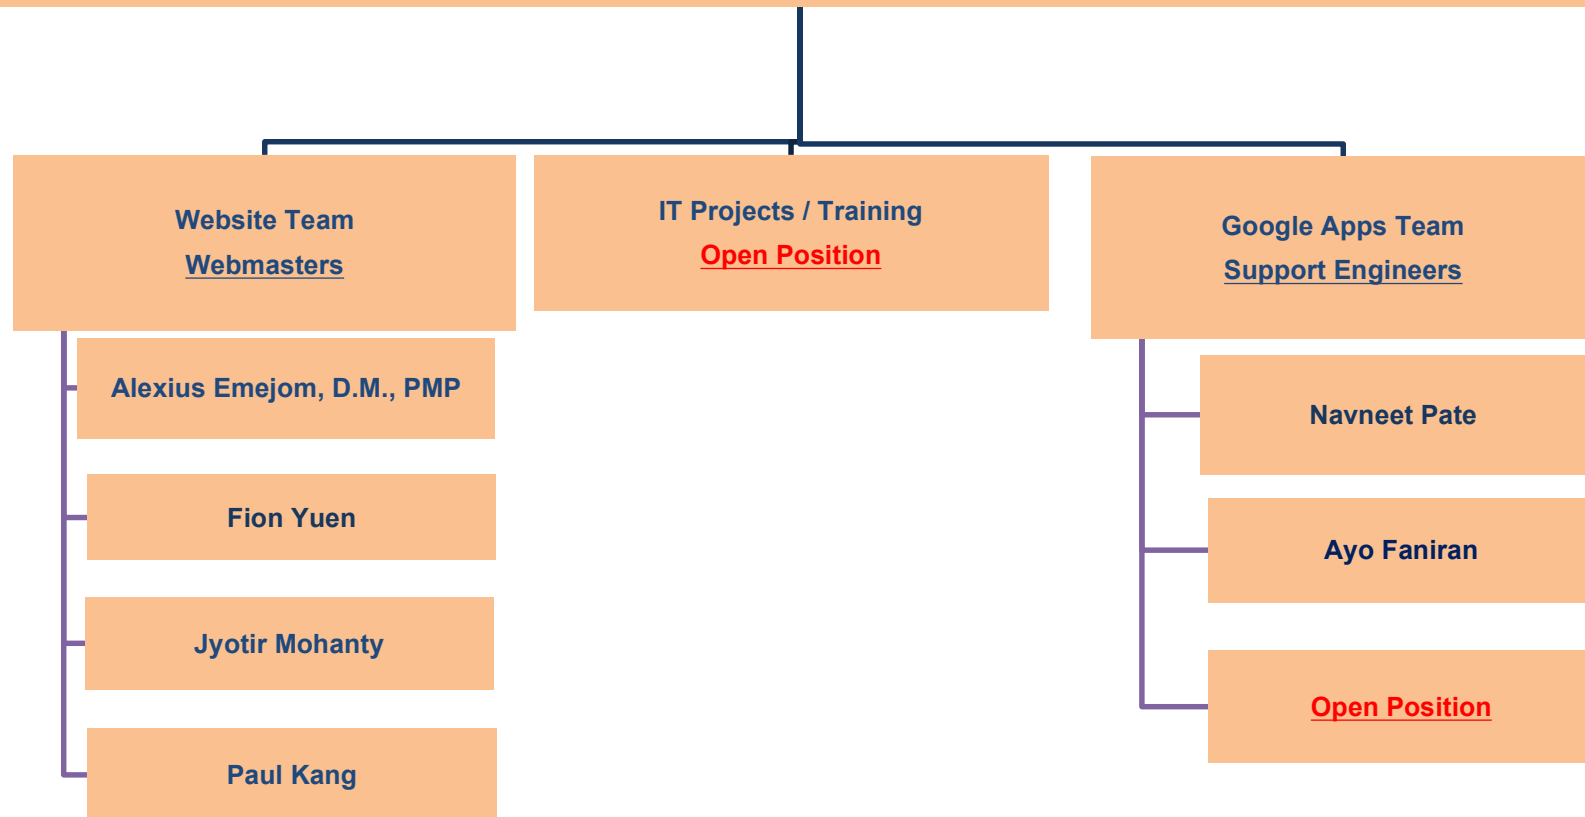 Website Team
Webmasters
IT Projects / Training
Open Position
Google Apps Team
Support Engineers
Alexius Emejom, D.M., PMP
Fion Yuen
Jyotir Mohanty
Paul Kang
Navneet Pate
Ayo Faniran
Open Position